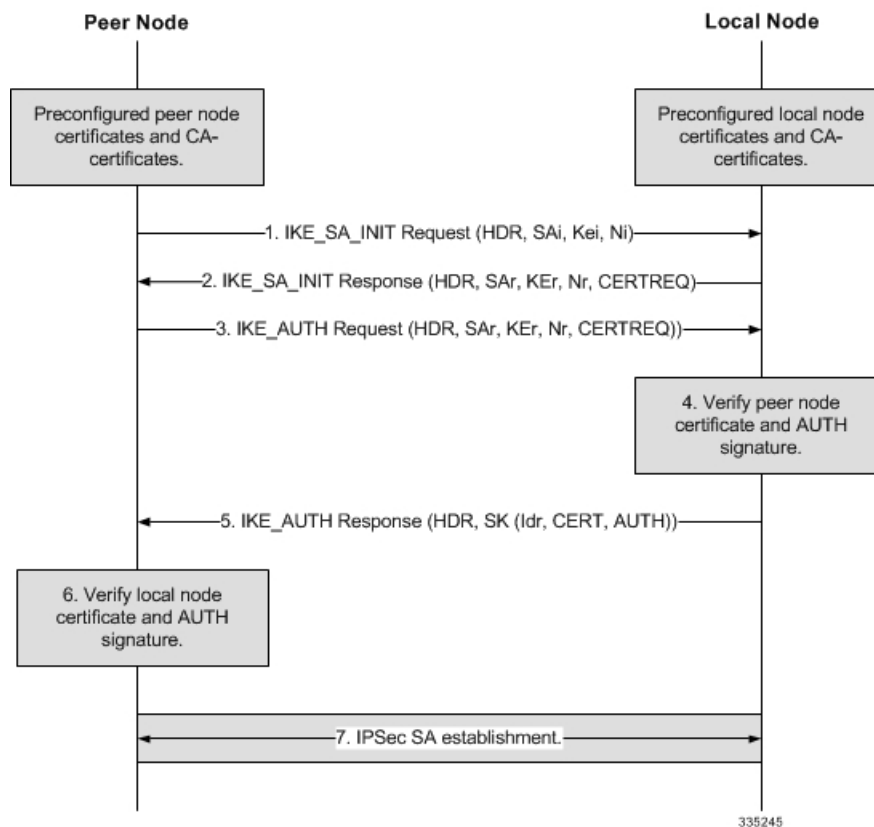 Peer Node
Local Node
Preconfigured peer node
certificates and CA-
certificates.
Preconfigured local node
certificates and CA-
certificates.
1. IKE_SA_INIT Request (HDR, SAi, Kei, Ni)
2. IKE_SA_INIT Response (HDR, SAr, KEr, Nr, CERTREQ)
3. IKE_AUTH Request (HDR, SAr, KEr, Nr, CERTREQ))
4. Verify peer node
certificate and AUTH
signature.
5. IKE_AUTH Response (HDR, SK (Idr, CERT, AUTH))
6. Verify local node
certificate and AUTH
signature.
7. IPSec SA establishment.
335245